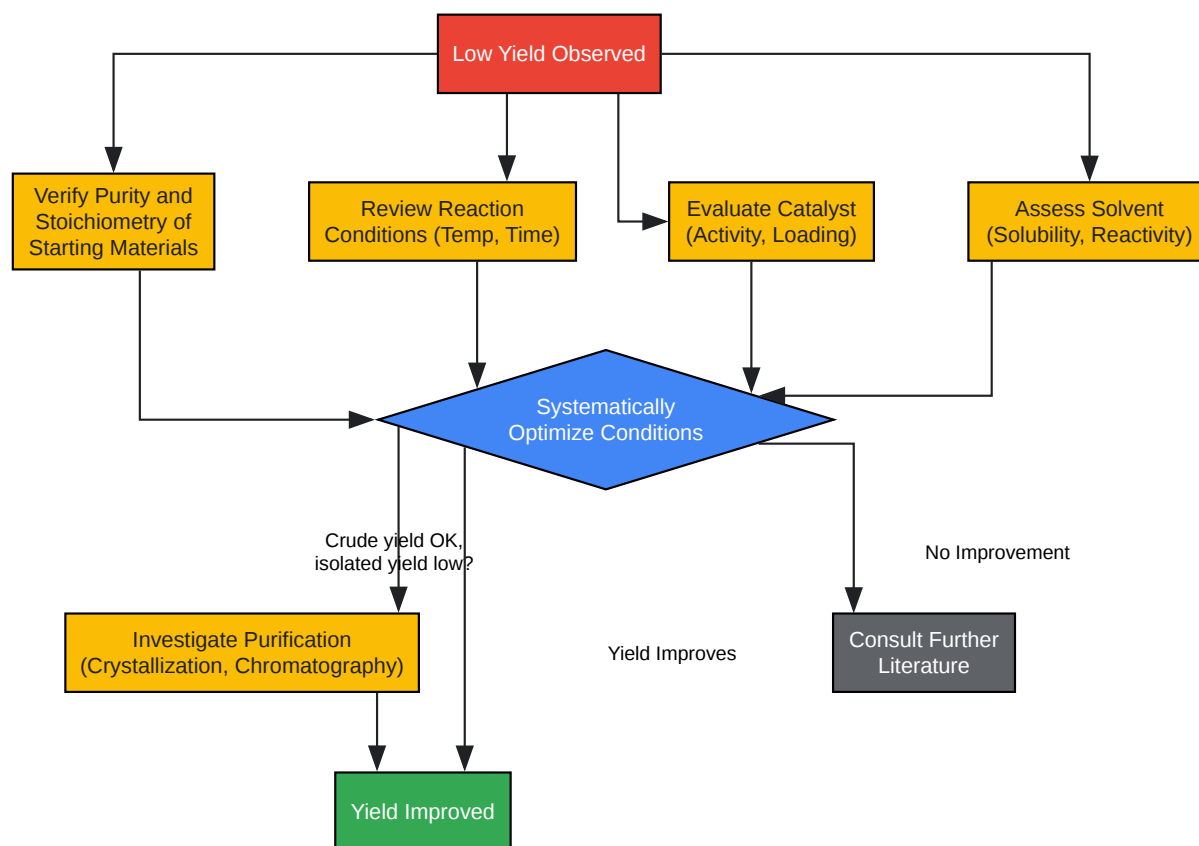 Low Yield Observed
Verify Purity and
Stoichiometry of
Starting Materials
Review Reaction
Conditions (Temp, Time)
Evaluate Catalyst
(Activity, Loading)
Assess Solvent
(Solubility, Reactivity)
Systematically
Optimize Conditions
Crude yield OK,
isolated yield low?
No Improvement
Investigate Purification
(Crystallization, Chromatography)
Yield Improves
Consult Further
Literature
Yield Improved